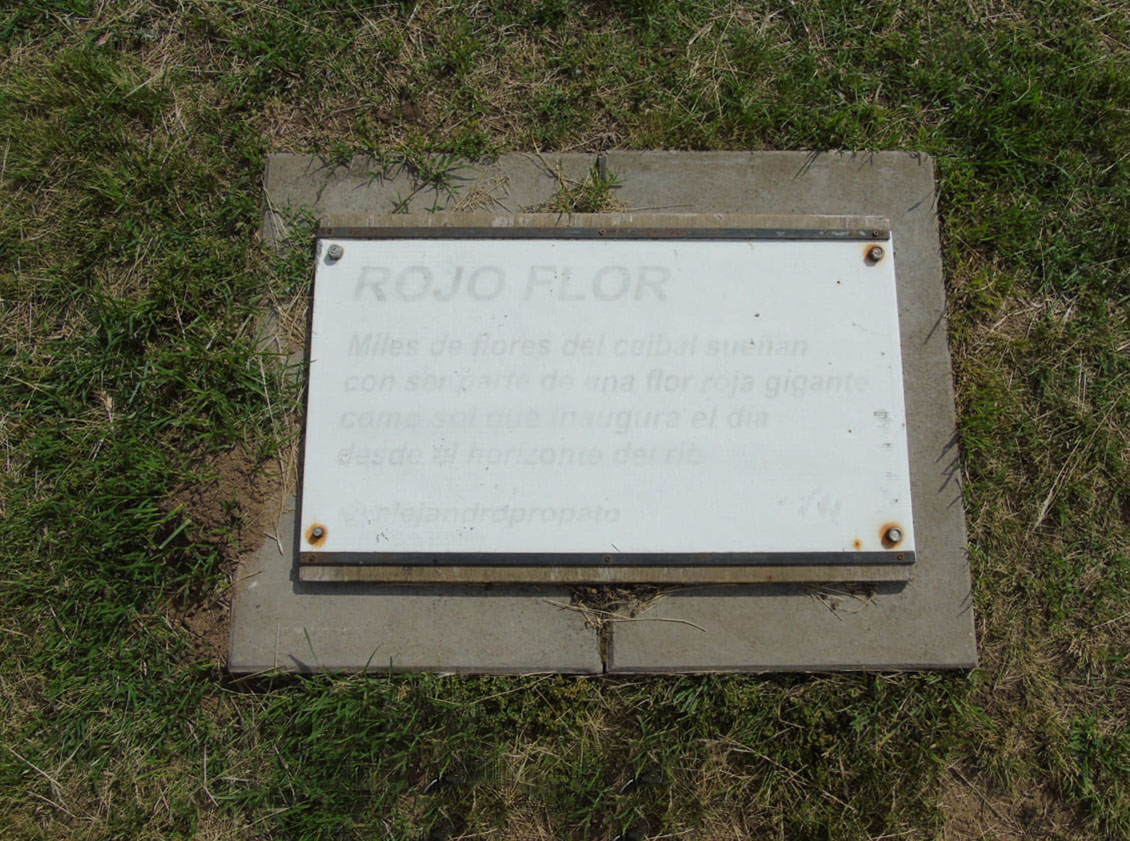 ROJO FLOR
Miles de flores del ceibal sueñan
con ser parte de una flor roja gigante
como sol que inaugura el día
desde el horizonte del río
@alejandropropato